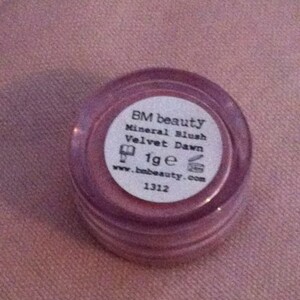 BM beauty
Mineral Blush
Velvet Dawn
1g ℮
www.bmbeauty.com
1312